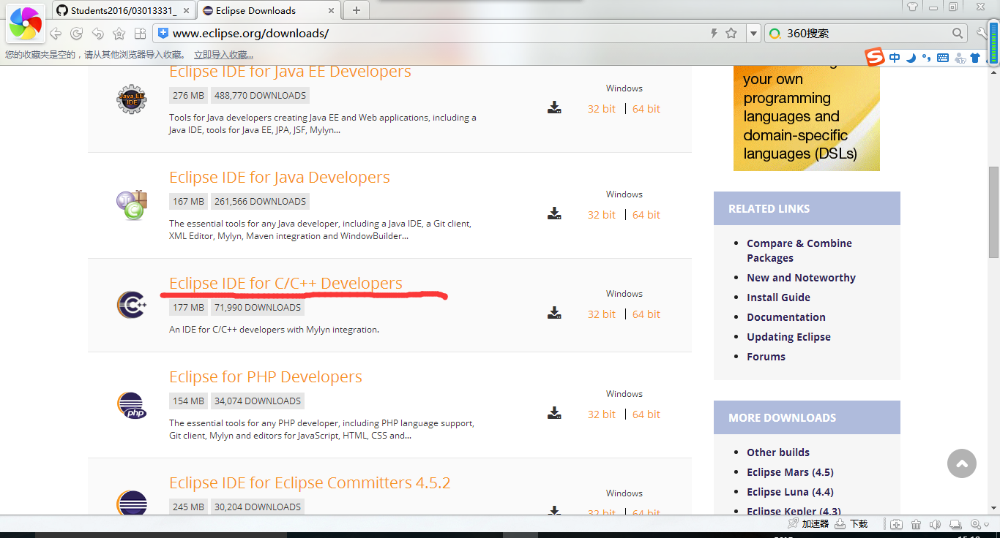 Students2016/03013331_
Eclipse Downloads
www.eclipse.org/downloads/
360搜索
您的收藏夹是空的，请从其他浏览器导入收藏。 立即导入收藏...
中
Eclipse IDE for Java EE Developers
Java EE
IDE
276 MB 488,770 DOWNLOADS
Tools for Java developers creating Java EE and Web applications, including a
Java IDE, tools for Java EE, JPA, JSF, Mylyn...
Windows
32 bit | 64 bit
Eclipse IDE for Java Developers
167 MB 261,566 DOWNLOADS
The essential tools for any Java developer, including a Java IDE, a Git client,
XML Editor, Mylyn, Maven integration and WindowBuilder...
Windows
32 bit | 64 bit
Eclipse IDE for C/C++ Developers
C++
177 MB 71,990 DOWNLOADS
An IDE for C/C++ developers with Mylyn integration.
Windows
32 bit | 64 bit
Eclipse for PHP Developers
php
154 MB 34,074 DOWNLOADS
The essential tools for any PHP developer, including PHP language support,
Git client, Mylyn and editors for JavaScript, HTML, CSS and...
Windows
32 bit | 64 bit
Eclipse IDE for Eclipse Committers 4.5.2
245 MB 30,204 DOWNLOADS
Windows
32 bit | 64 bit
your own
programming
languages and
domain-specific
languages (DSLs)
RELATED LINKS
Compare & Combine
Packages
New and Noteworthy
Install Guide
Documentation
Updating Eclipse
Forums
MORE DOWNLOADS
Other builds
Eclipse Mars (4.5)
Eclipse Luna (4.4)
Eclipse Kepler (4.3)
加速器 下载